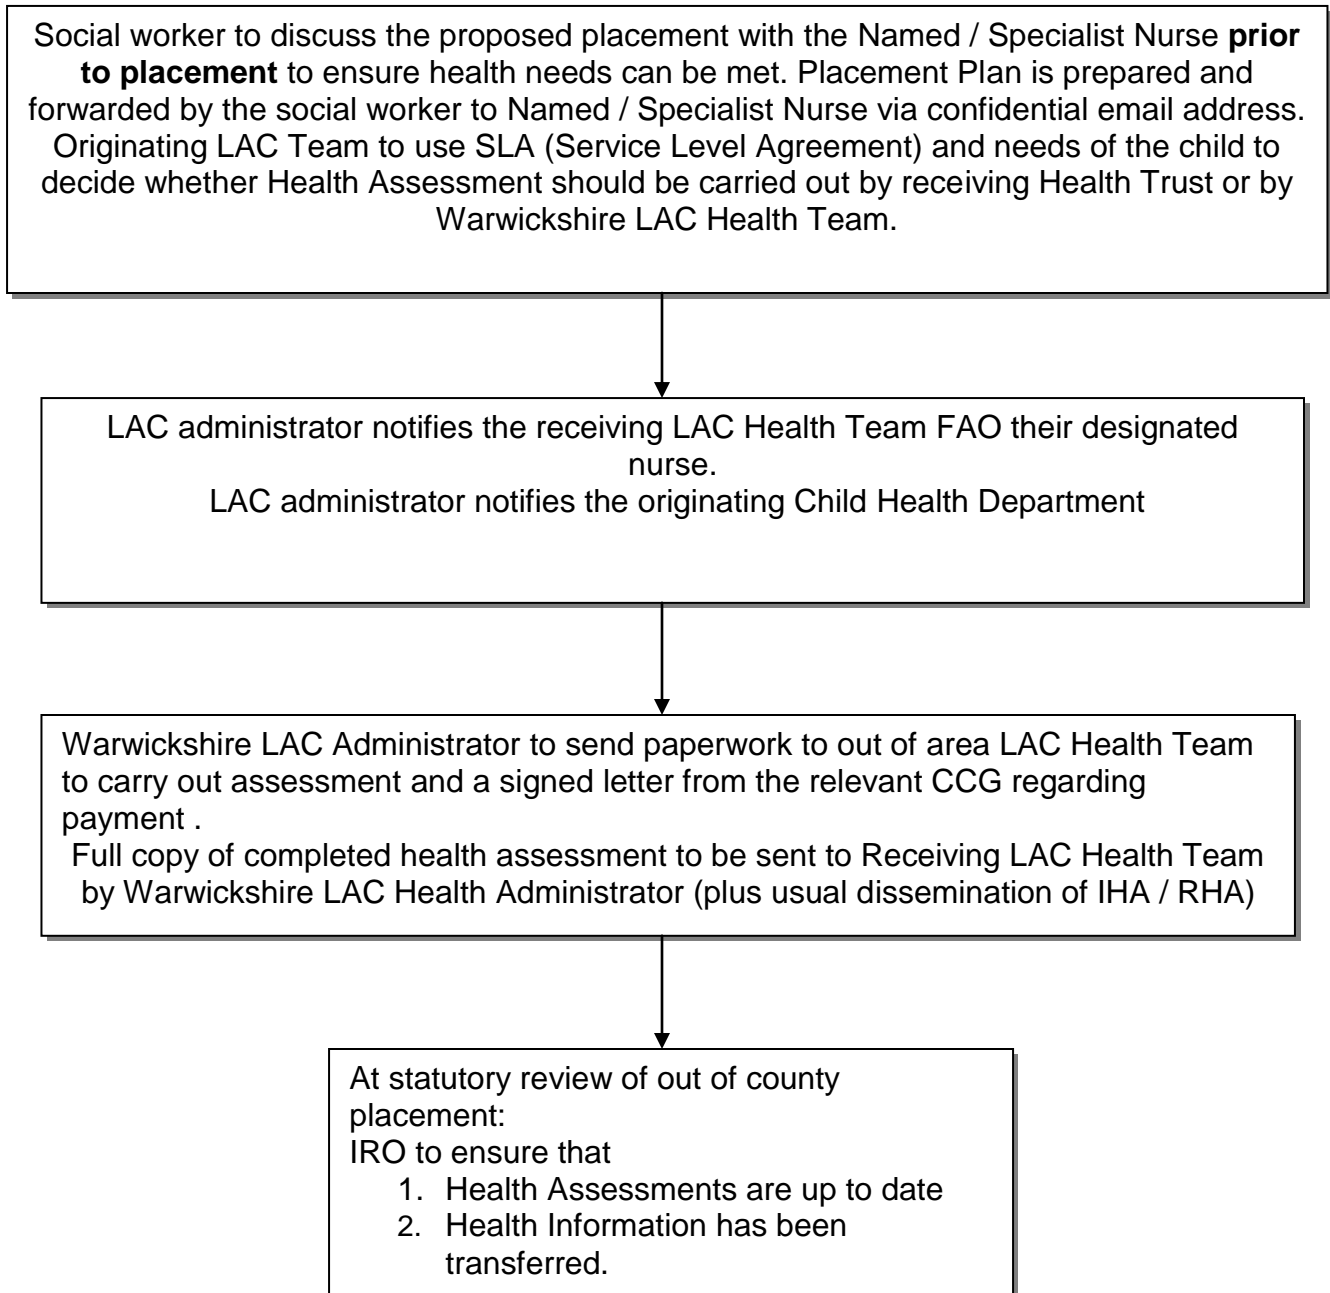 Social worker to discuss the proposed placement with the Named / Specialist Nurse prior
to placement to ensure health needs can be met. Placement Plan is prepared and
forwarded by the social worker to Named / Specialist Nurse via confidential email address.
Originating LAC Team to use SLA (Service Level Agreement) and needs of the child to
decide whether Health Assessment should be carried out by receiving Health Trust or by
Warwickshire LAC Health Team.
LAC administrator notifies the receiving LAC Health Team FAO their designated
nurse.
LAC administrator notifies the originating Child Health Department
Warwickshire LAC Administrator to send paperwork to out of area LAC Health Team
to carry out assessment and a signed letter from the relevant CCG regarding
payment .
Full copy of completed health assessment to be sent to Receiving LAC Health Team
by Warwickshire LAC Health Administrator (plus usual dissemination of IHA / RHA)
At statutory review of out of county
placement:
IRO to ensure that
1. Health Assessments are up to date
2. Health Information has been
transferred.